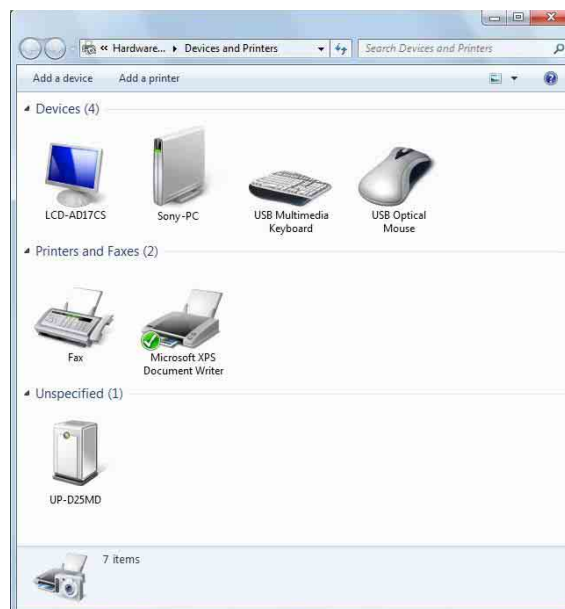 « Hardware... ▸ Devices and Printers
Search Devices and Printers
Add a device Add a printer
Devices (4)
LCD-AD17CS
Sony-PC
USB Multimedia
Keyboard
USB Optical
Mouse
Printers and Faxes (2)
Fax
Microsoft XPS
Document Writer
Unspecified (1)
UP-D25MD
7 items